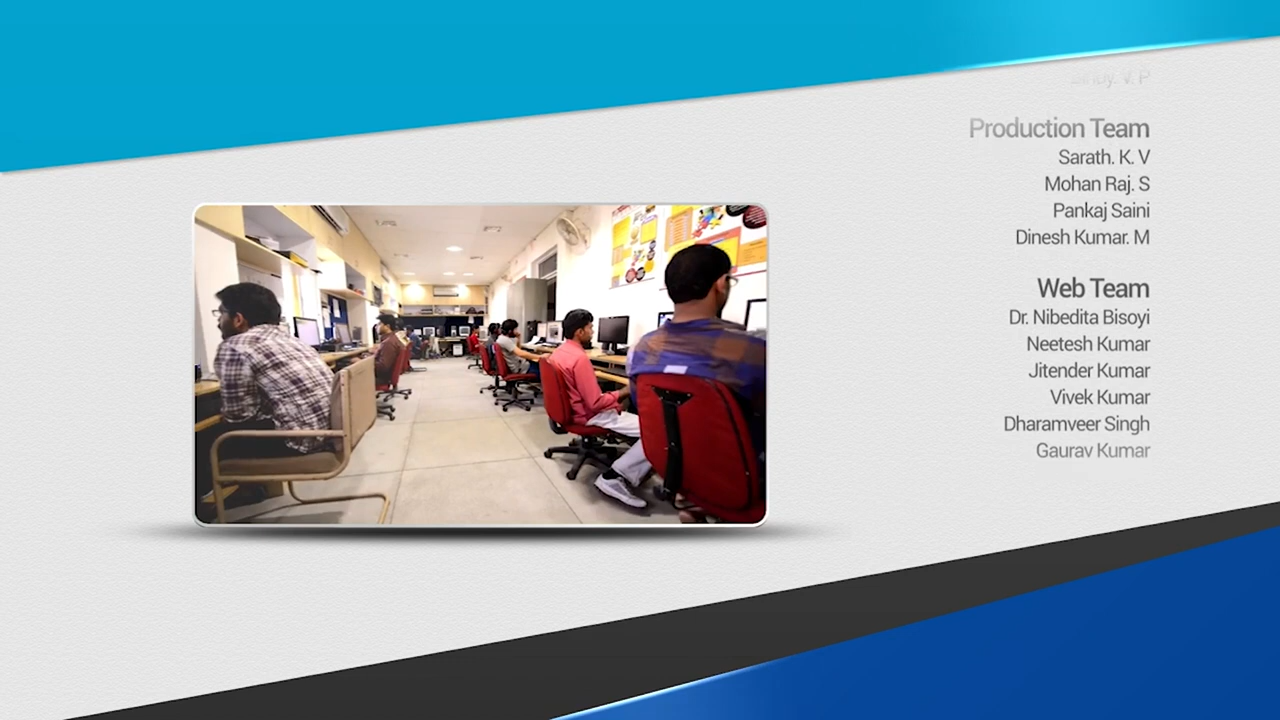 Production Team
Sarath. K. V
Mohan Raj. S
Pankaj Saini
Dinesh Kumar. M
Web Team
Dr. Nibedita Bisoyi
Neetesh Kumar
Jitender Kumar
Vivek Kumar
Dharamveer Singh
Gaurav Kumar